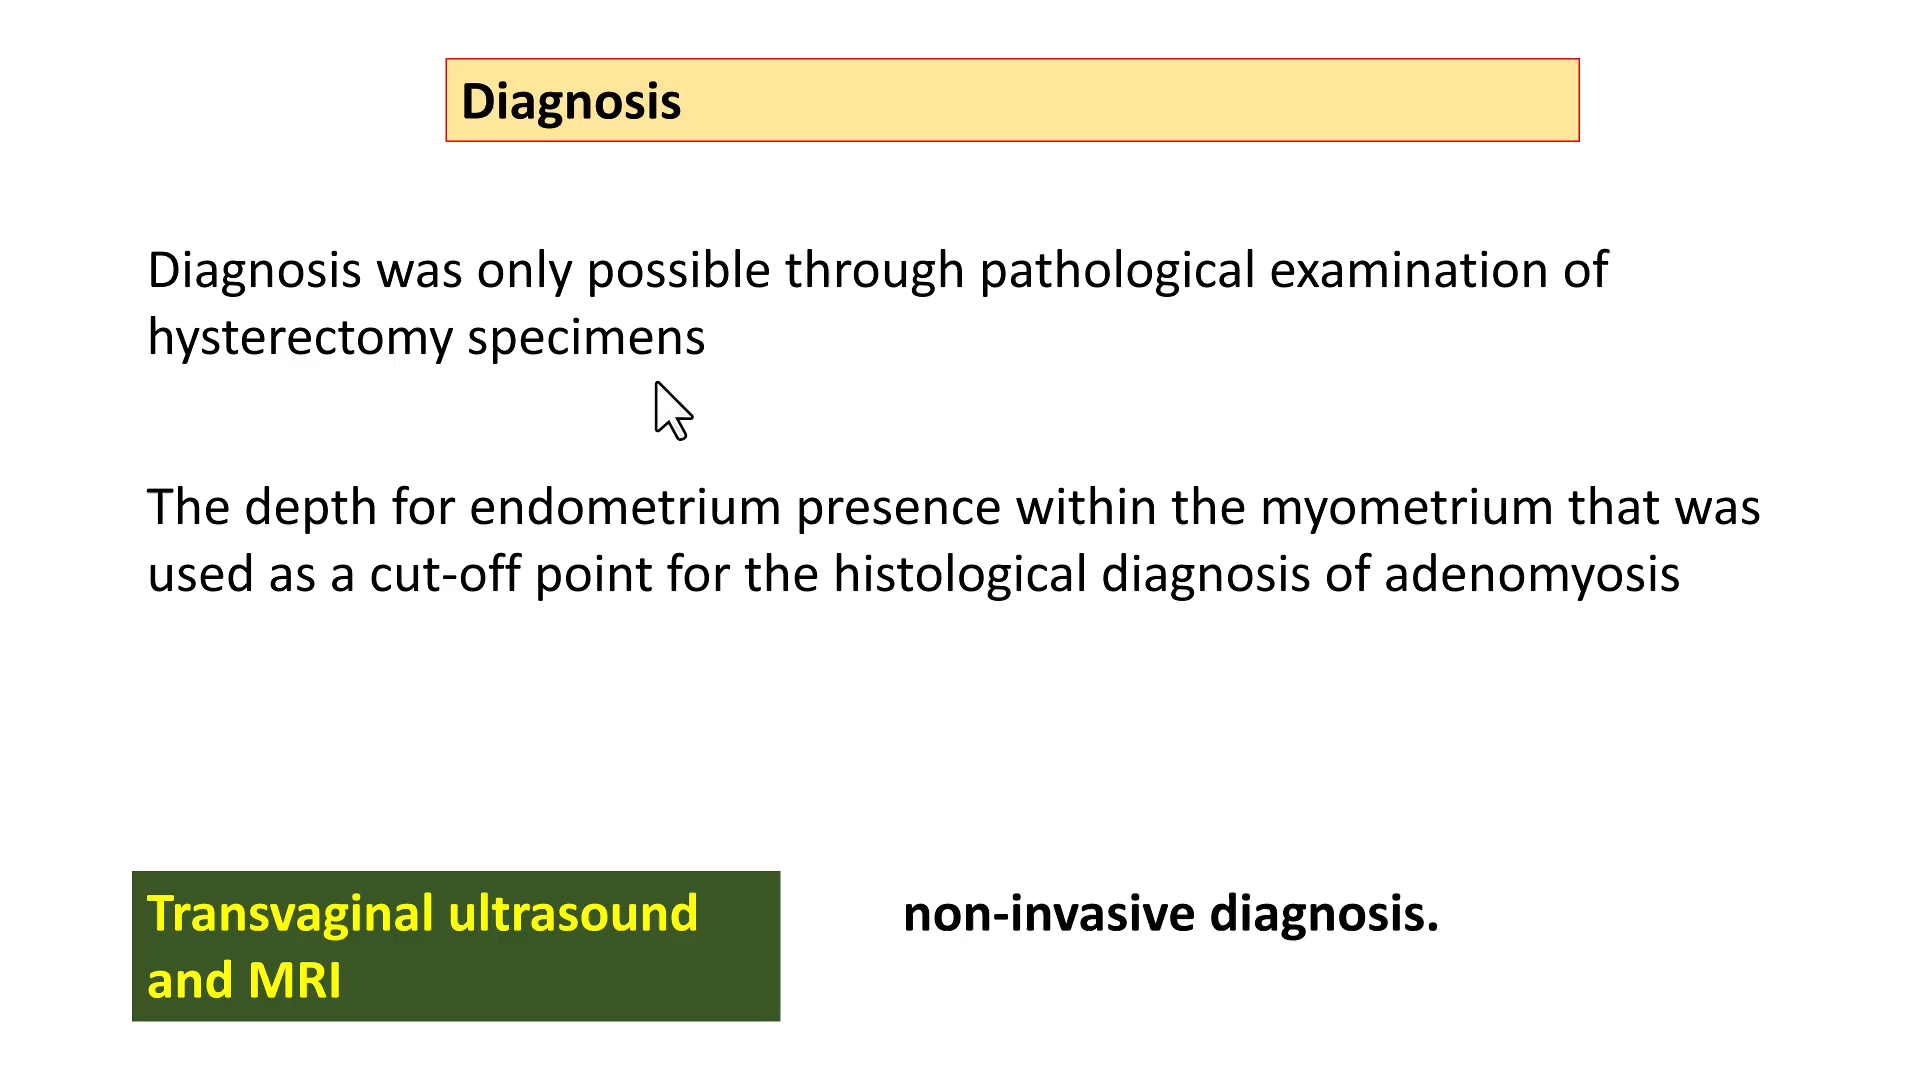 Diagnosis
Diagnosis was only possible through pathological examination of
hysterectomy specimens
The depth for endometrium presence within the myometrium that was
used as a cut-off point for the histological diagnosis of adenomyosis
Transvaginal ultrasound
and MRI
non-invasive diagnosis.